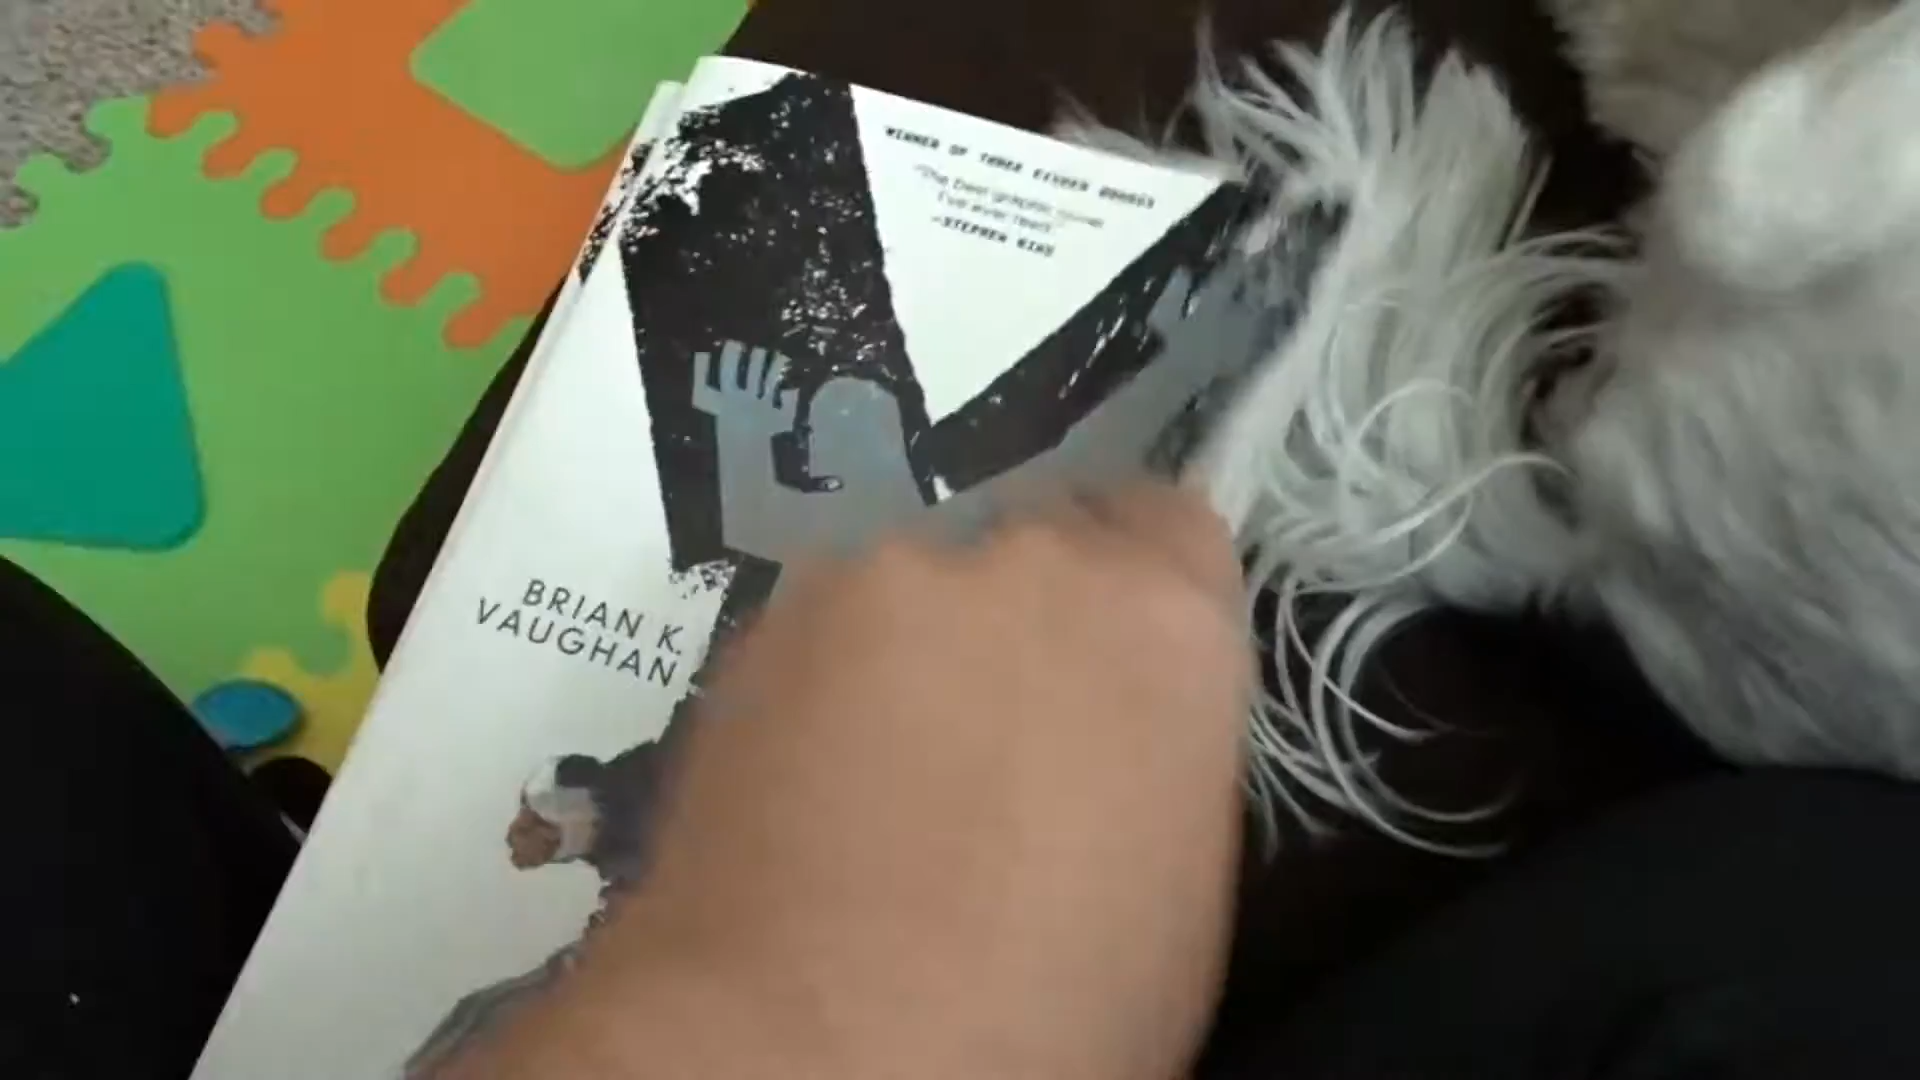 WINNER OF THREE EISNER AWARDS
"The best graphic novel
I've ever read."
—STEPHEN KING
BRIAN K.
VAUGHAN